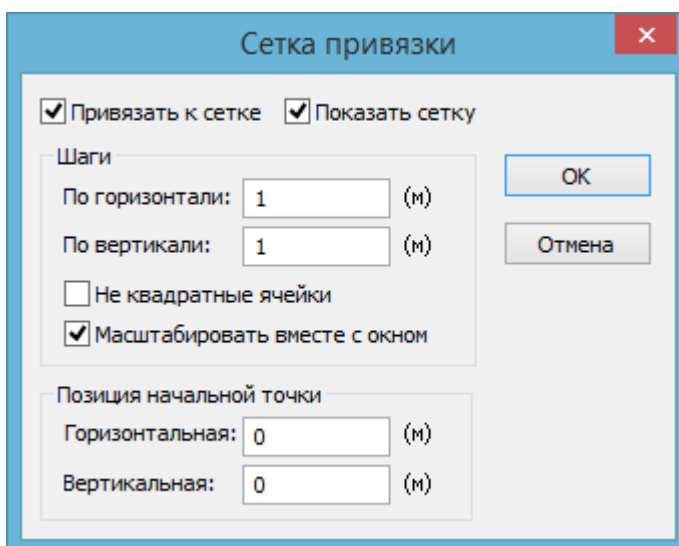 Сетка привязки
Привязать к сетке Показать сетку
Шаги
По горизонтали: 1 (м)
По вертикали: 1 (м)
Не квадратные ячейки
Масштабировать вместе с окном
OK
Отмена
Позиция начальной точки
Горизонтальная: 0 (м)
Вертикальная: 0 (м)